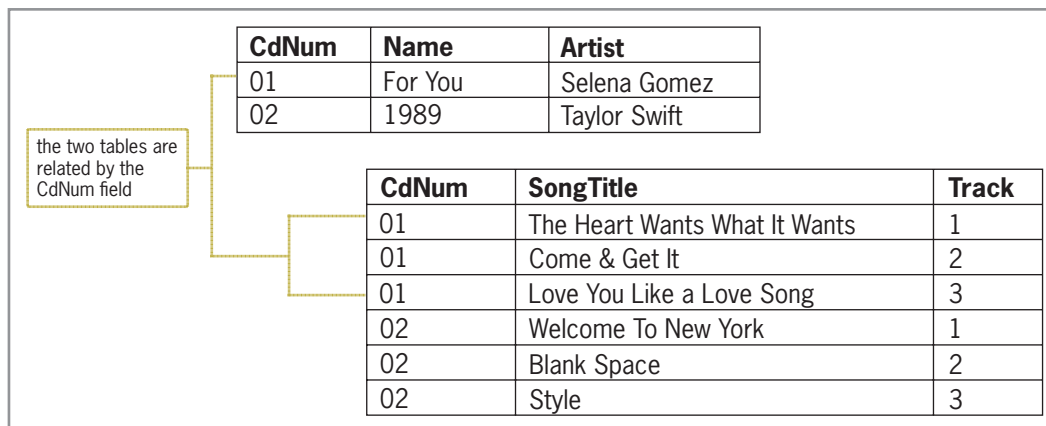 CdNum Name Artist
01 For You Selena Gomez
02 1989 Taylor Swift
the two tables are
related by the
CdNum field
CdNum SongTitle Track
01 The Heart Wants What It Wants 1
01 Come & Get It 2
01 Love You Like a Love Song 3
02 Welcome To New York 1
02 Blank Space 2
02 Style 3